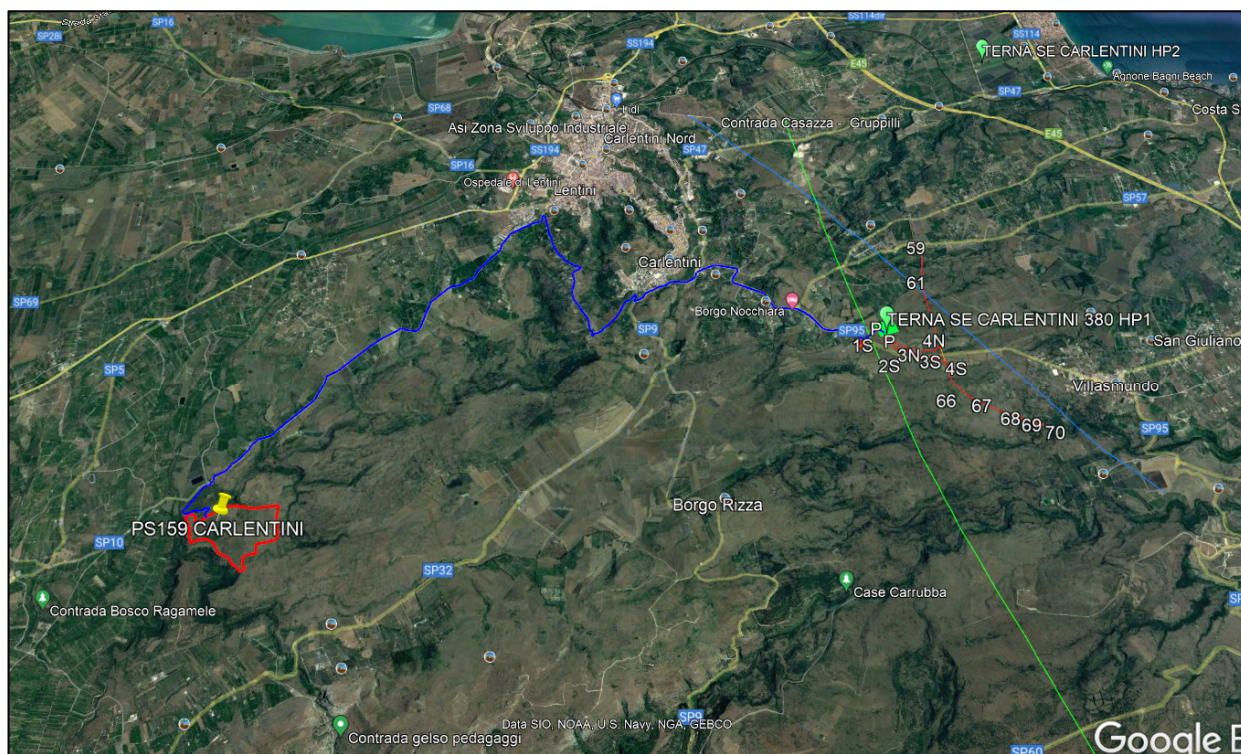 SP16
SS114dir
SP28i
SS194
SS114
TERNA SE CARLENTINI HP2
E45
Agnone Bagni Beach
SP47
SP68
Lidl
Costa S
Asi Zona Sviluppo Industriale
Contrada Casazza - Gruppilli
Carlentini Nord
E45
SS194
SP47
SP16
Ospedale di Lentini
Lentini
SP57
59
Carlentini
61
SP69
Borgo Nocchiara
TERNA SE CARLENTINI 380 HP1
SP95
P
SP9
P
4N
San Giuliano
1S
3N
3S
2S
4S
SP5
Villasmundo
66
67
68
69
70
SP95
Borgo Rizza
PS159 CARLENTINI
SP10
SP32
Case Carrubba
Contrada Bosco Ragamele
SP9
Data SIO, NOAA, U.S. Navy, NGA, GEBCO
Contrada gelso pedagaggi
Google E
SP60